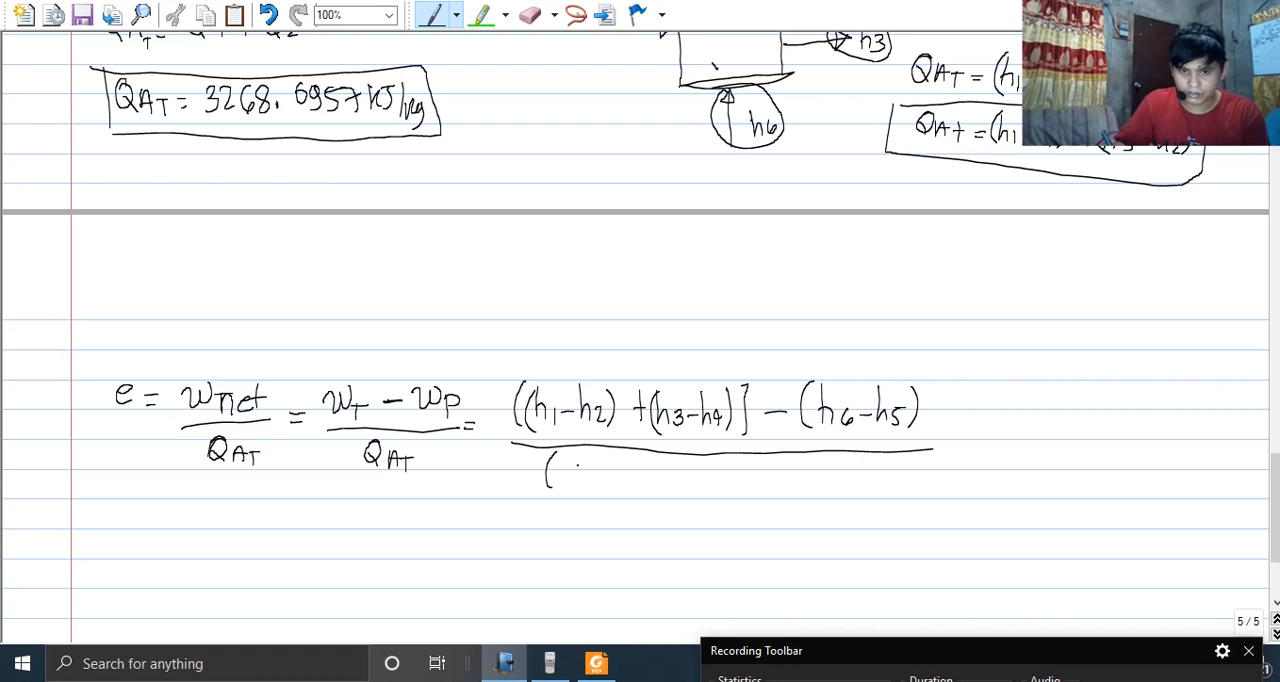 100%
QAT = 3268.6957 kJ/kg
h3
h6
QAT = (h1
QAT = (h1
e = Wnet / QAT = WT - Wp / QAT = ((h1-h2) + (h3-h4)] - (h6-h5) / (
5 / 5
Search for anything
Recording Toolbar
Statistics Duration Audio